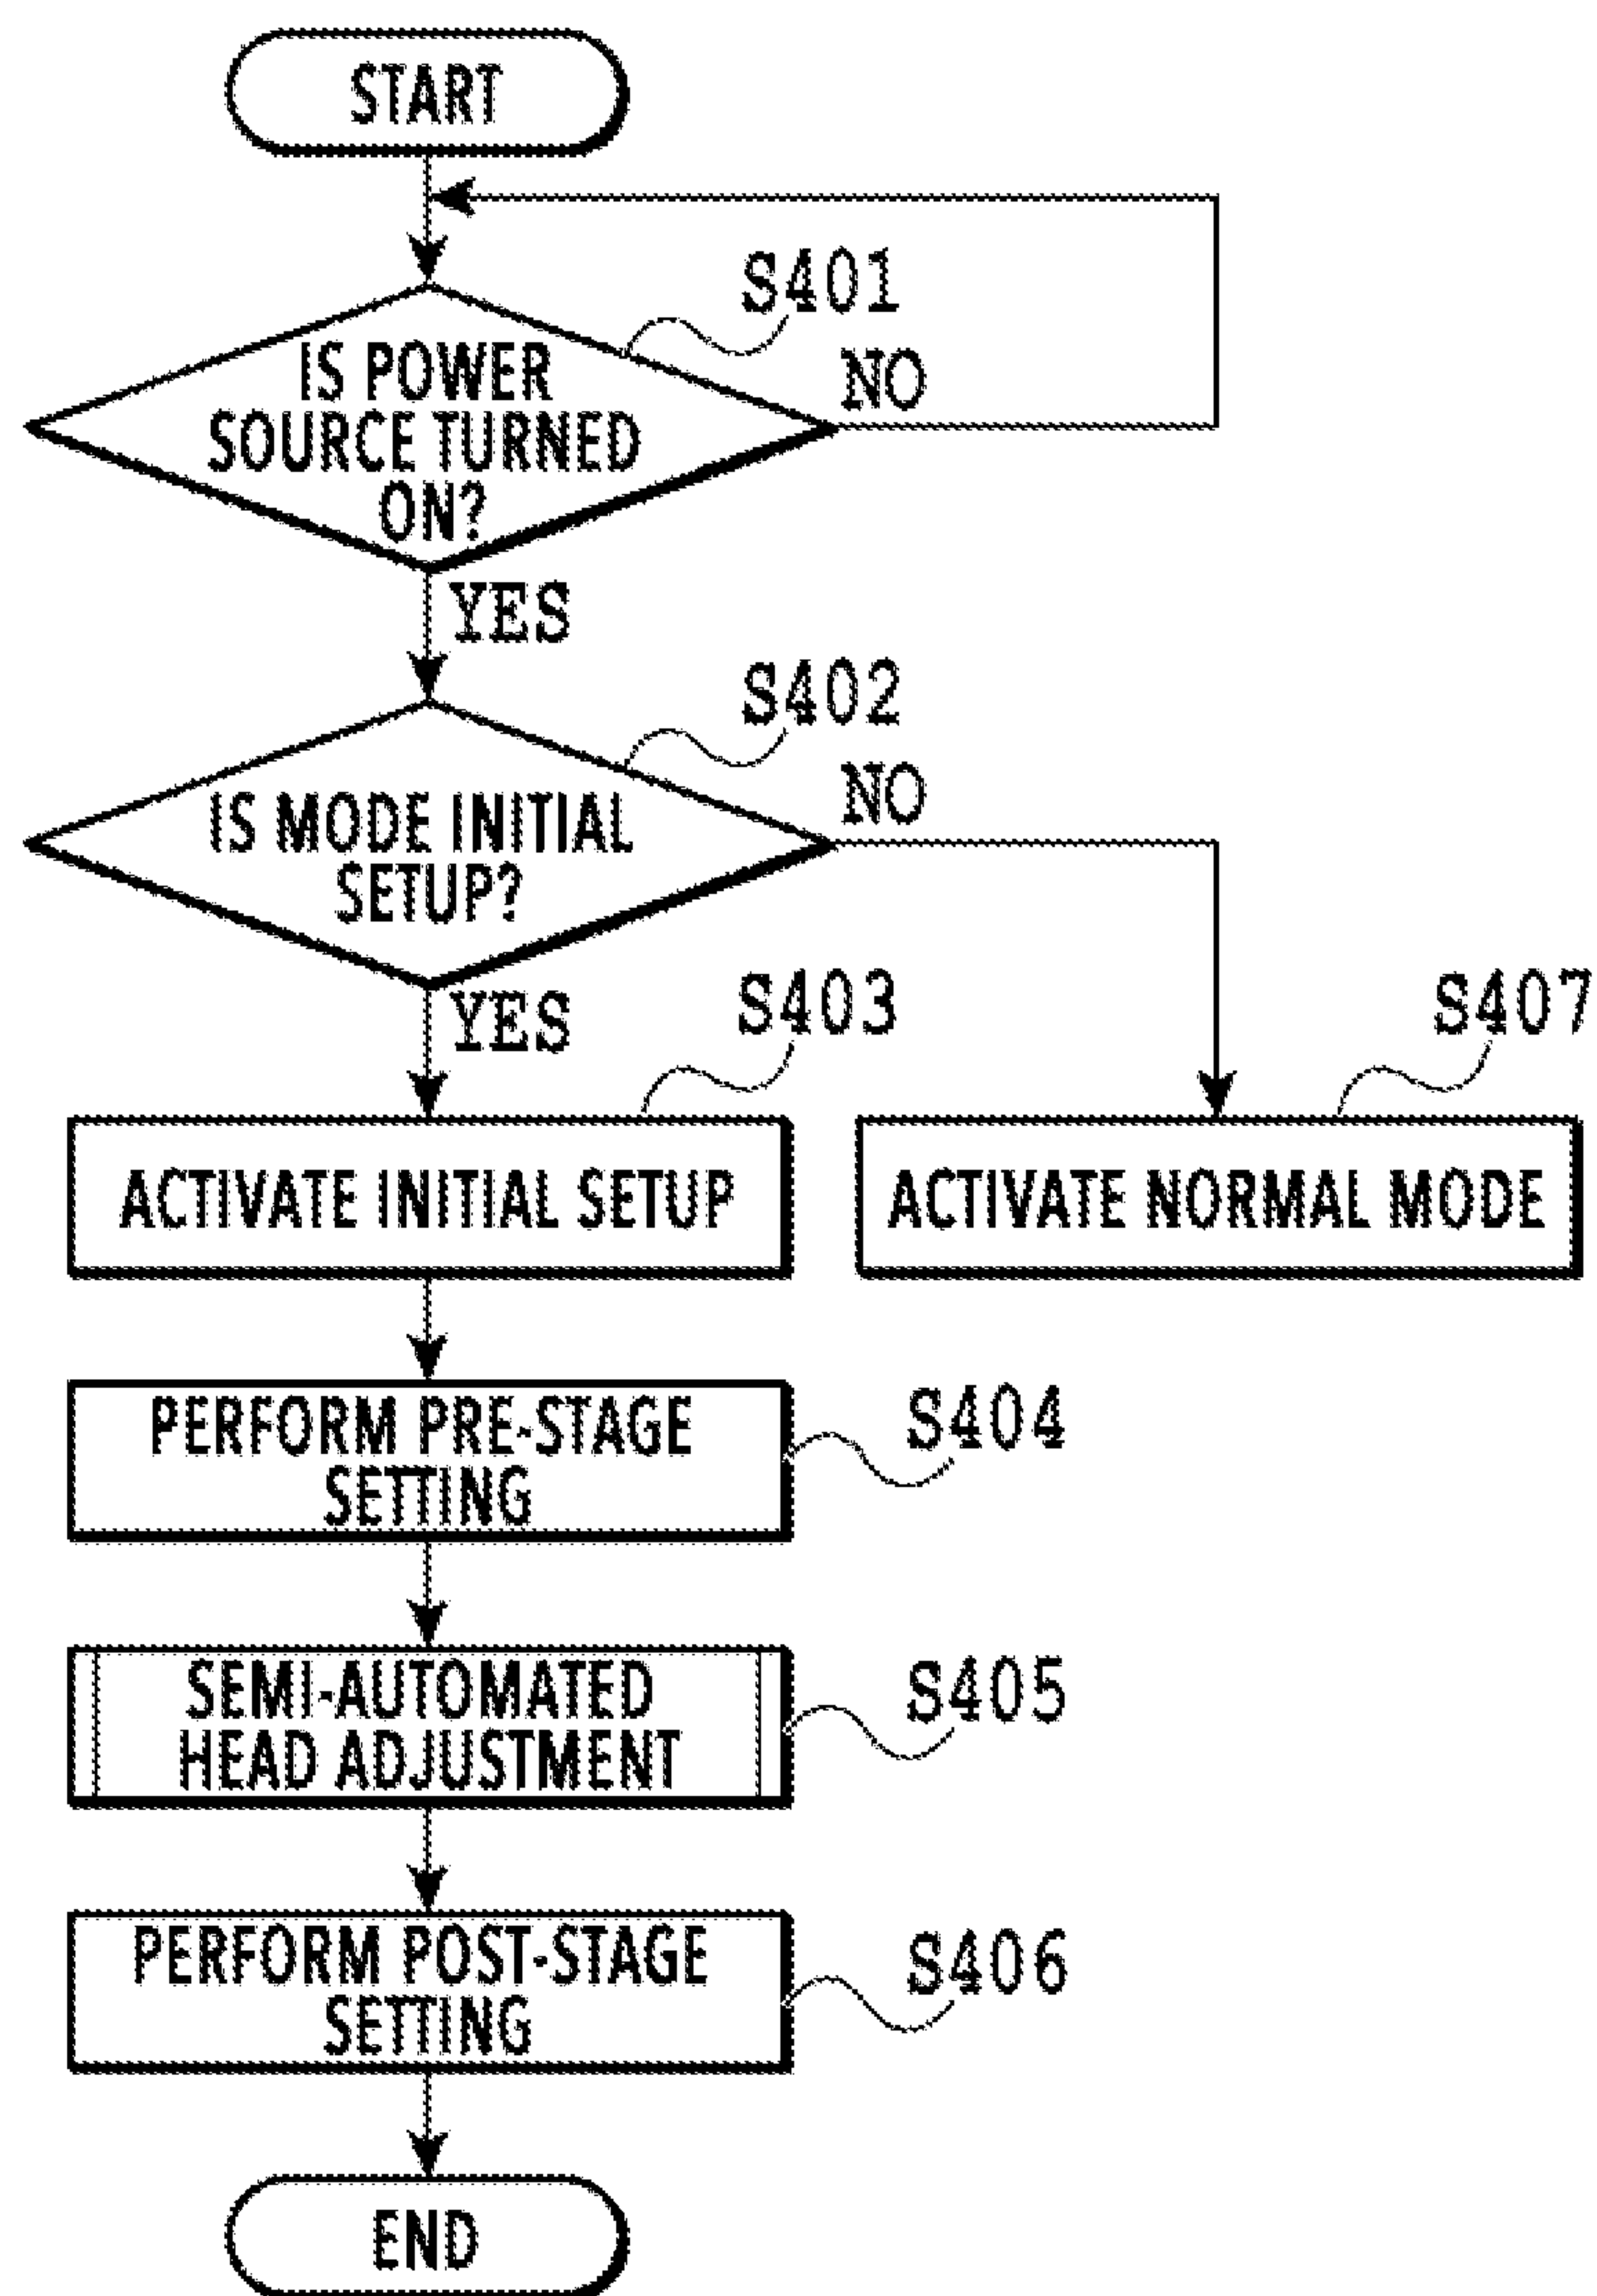 START
S401
IS POWER
SOURCE TURNED
ON?
NO
YES
S402
IS MODE INITIAL
SETUP?
NO
YES
S403
S407
ACTIVATE INITIAL SETUP
ACTIVATE NORMAL MODE
PERFORM PRE-STAGE
SETTING
S404
SEMI-AUTOMATED
HEAD ADJUSTMENT
S405
PERFORM POST-STAGE
SETTING
S406
END